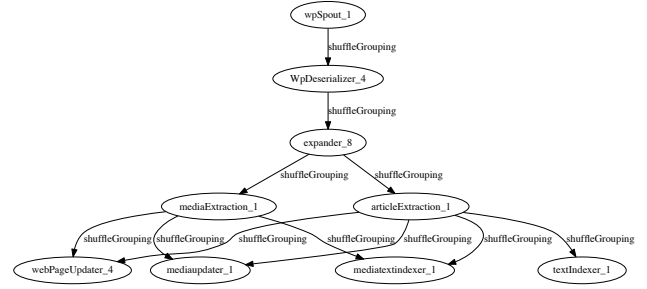 wpSpout_1
shuffleGrouping
WpDeserializer_4
shuffleGrouping
expander_8
shuffleGrouping shuffleGrouping
mediaExtraction_1 articleExtraction_1
shuffleGrouping shuffleGrouping shuffleGrouping shuffleGrouping shuffleGrouping shuffleGrouping shuffleGrouping
webPageUpdater_4 mediaupdater_1 mediatextindexer_1 textIndexer_1